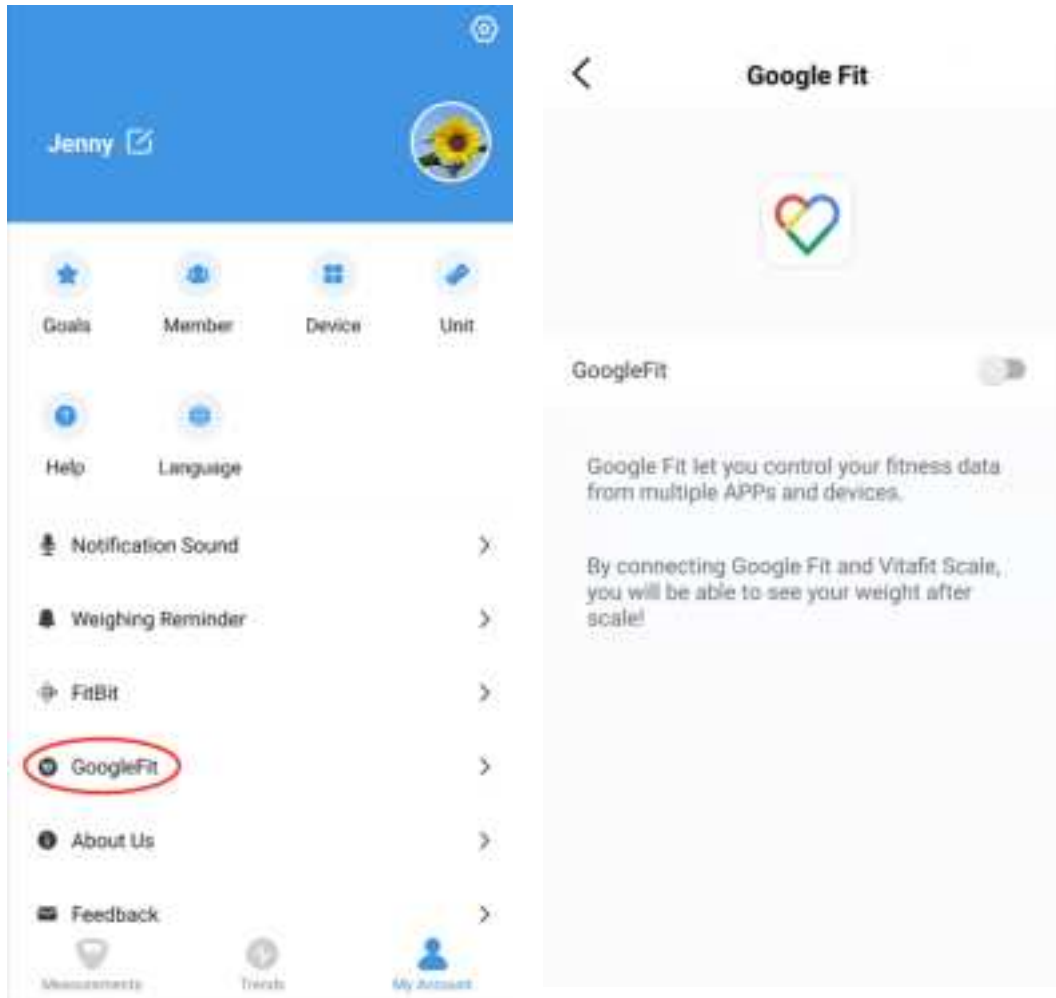 Jenny
Goals
Member
Device
Unit
Help
Language
Notification Sound
Weighing Reminder
FitBit
GoogleFit
About Us
Feedback
Measurements
Trends
My Account
Google Fit
GoogleFit
Google Fit let you control your fitness data
from multiple APPs and devices.
By connecting Google Fit and Vitafit Scale,
you will be able to see your weight after
scale!